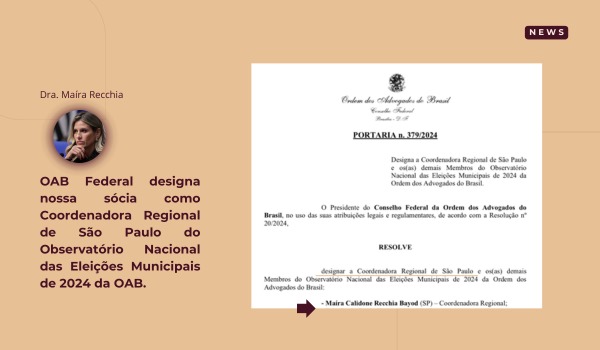 NEWS
Dra. Maíra Recchia
OAB Federal designa
nossa sócia como
Coordenadora Regional
de São Paulo do
Observatório Nacional
das Eleições Municipais
de 2024 da OAB.
Ordem dos Advogados do Brasil
Conselho Federal
Brasília - D.F.
PORTARIA n. 379/2024
Designa a Coordenadora Regional de São Paulo
e os(as) demais Membros do Observatório
Nacional das Eleições Municipais de 2024 da
Ordem dos Advogados do Brasil.
O Presidente do Conselho Federal da Ordem dos Advogados do
Brasil, no uso das suas atribuições legais e regulamentares, de acordo com a Resolução nº
20/2024,
RESOLVE
designar a Coordenadora Regional de São Paulo e os(as) demais
Membros do Observatório Nacional das Eleições Municipais de 2024 da Ordem dos
Advogados do Brasil:
- Maíra Calidone Recchia Bayod (SP) – Coordenadora Regional;